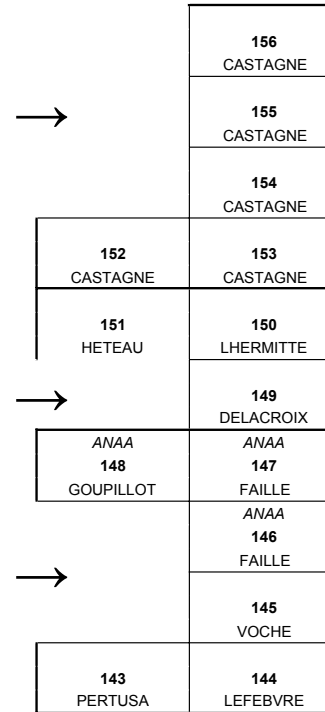 156
CASTAGNE
155
CASTAGNE
154
CASTAGNE
152
CASTAGNE
153
CASTAGNE
151
HETEAU
150
LHERMITTE
149
DELACROIX
ANAA
148
GOUPILLOT
ANAA
147
FAILLE
ANAA
146
FAILLE
145
VOCHE
143
PERTUSA
144
LEFEBVRE